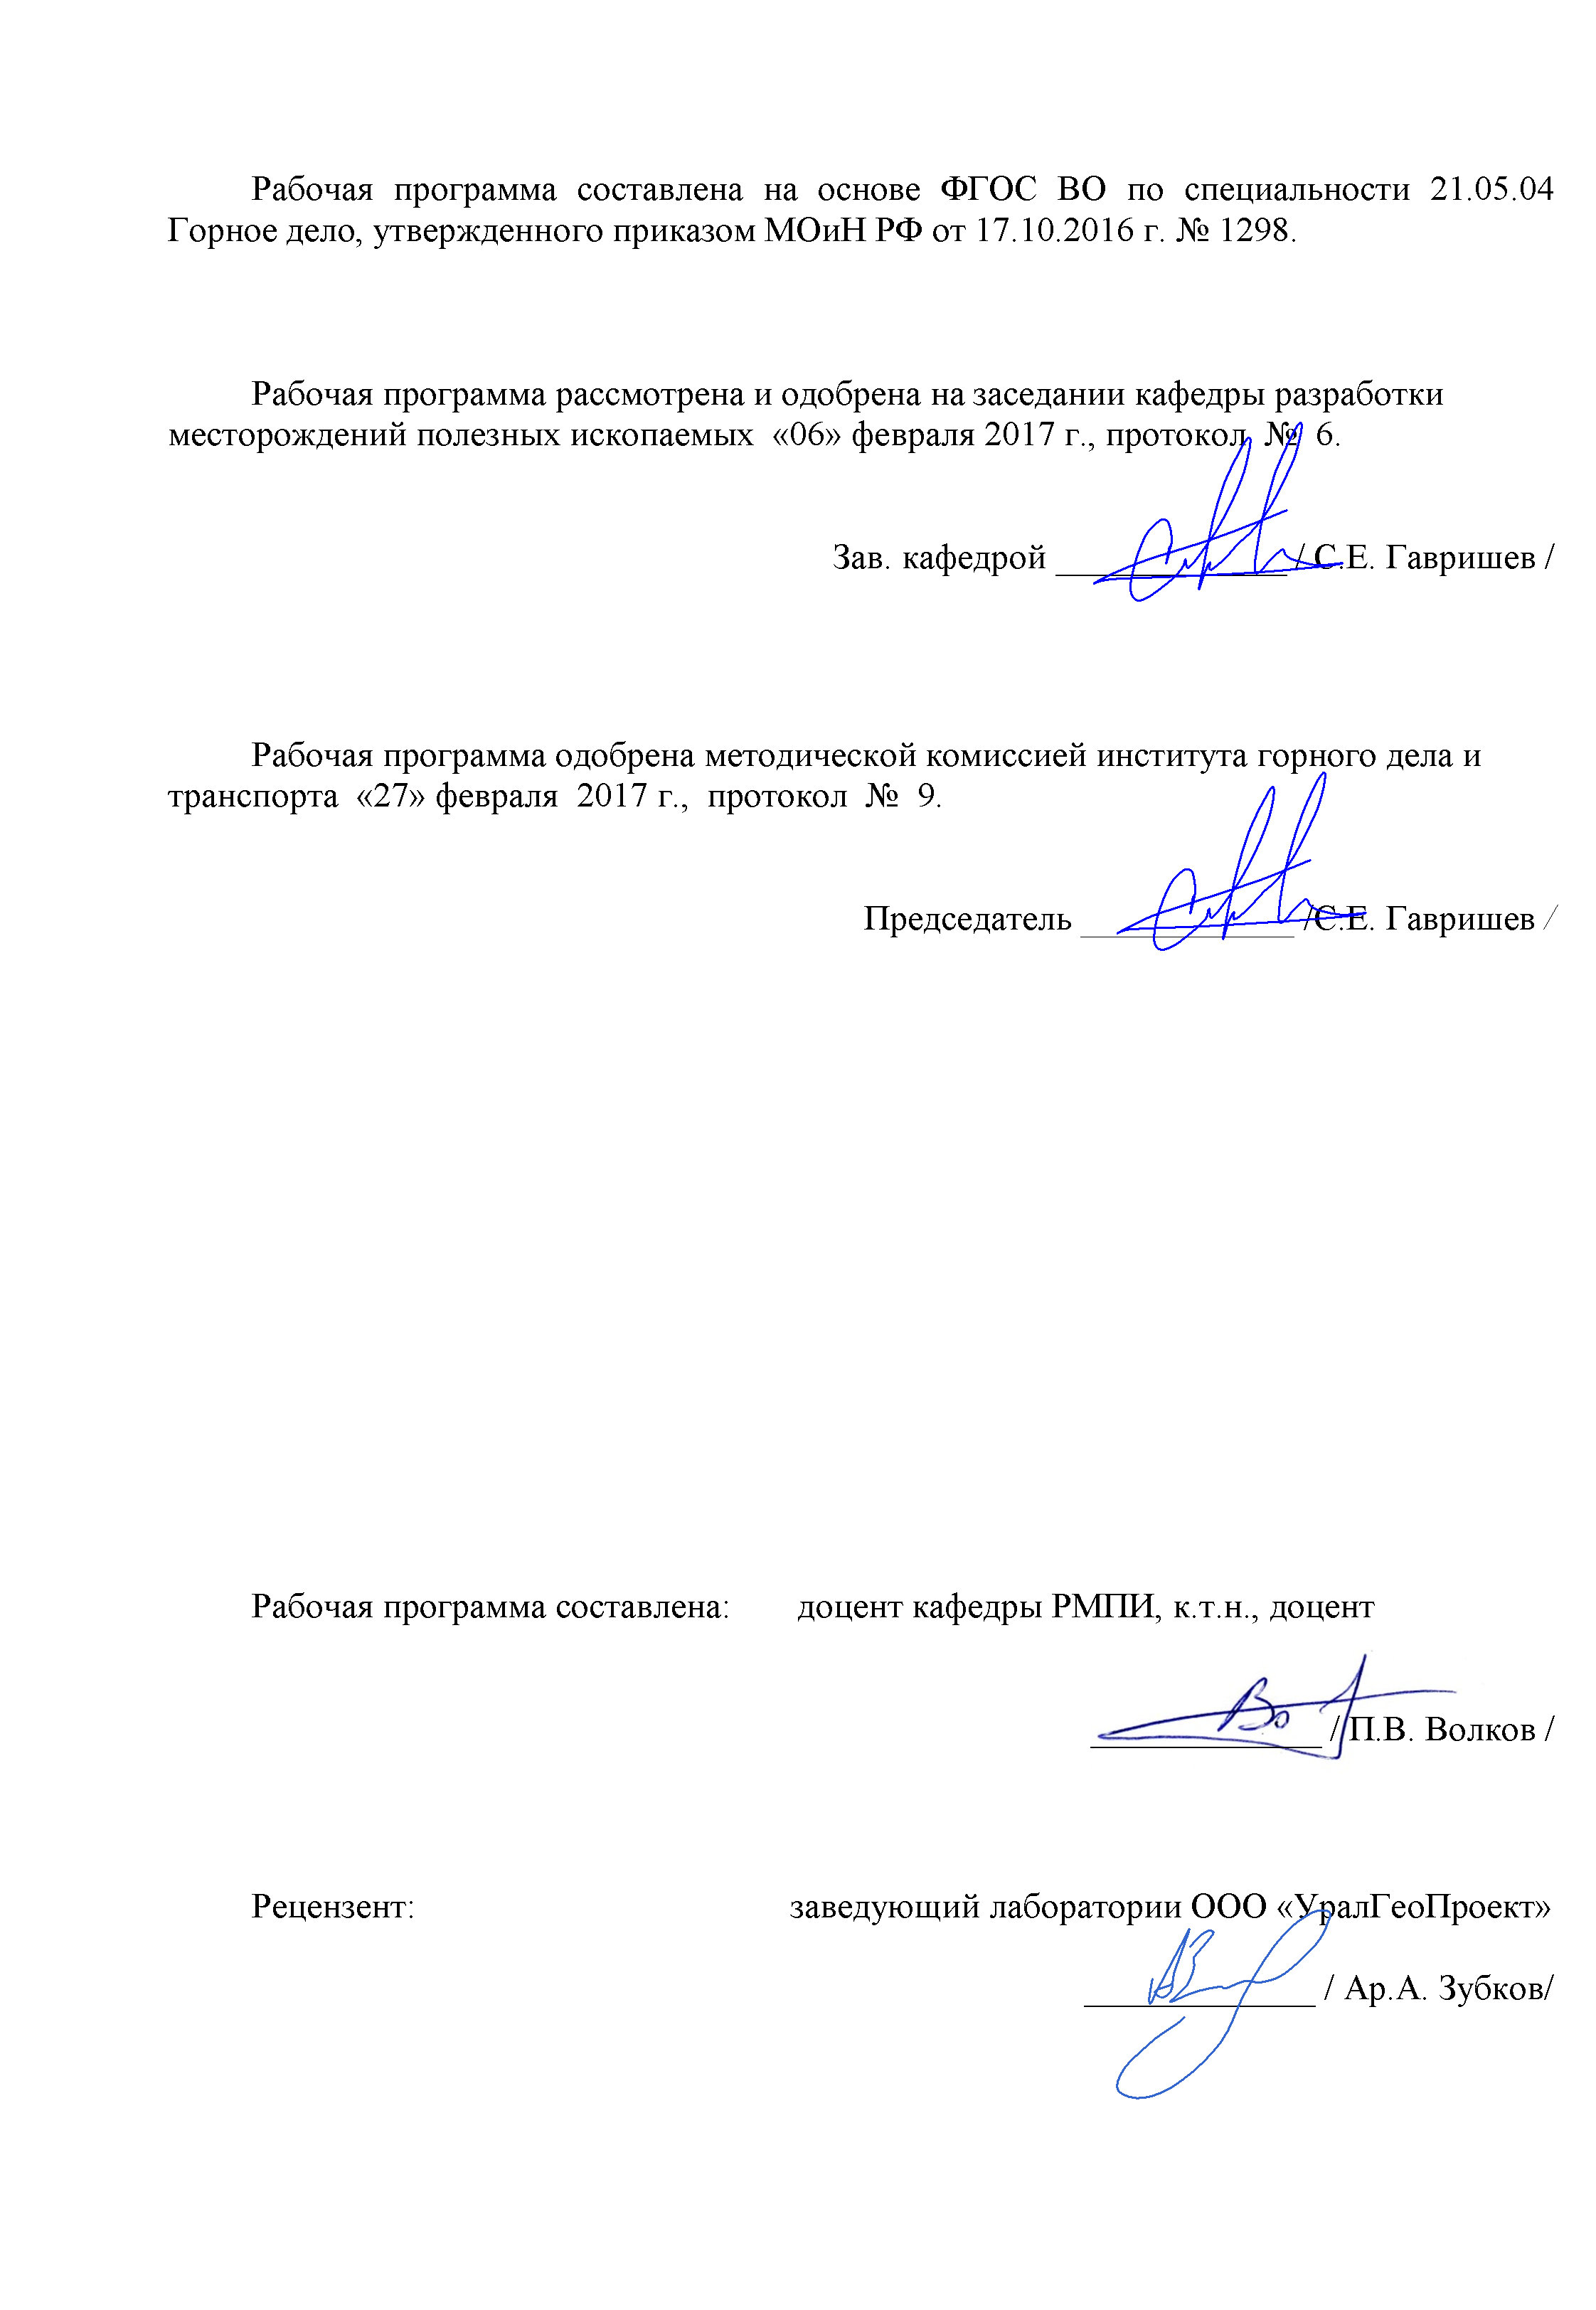 Рабочая программа составлена на основе ФГОС ВО по специальности 21.05.04
Горное дело, утвержденного приказом МОиН РФ от 17.10.2016 г. № 1298.
Рабочая программа рассмотрена и одобрена на заседании кафедры разработки
месторождений полезных ископаемых «06» февраля 2017 г., протокол № 6.
Зав. кафедрой _____________ / С.Е. Гавришев /
Рабочая программа одобрена методической комиссией института горного дела и
транспорта «27» февраля 2017 г., протокол № 9.
Председатель ____________ /С.Е. Гавришев /
Рабочая программа составлена: доцент кафедры РМПИ, к.т.н., доцент
_____________ / П.В. Волков /
Рецензент: заведующий лаборатории ООО «УралГеоПроект»
_____________ / Ар.А. Зубков/